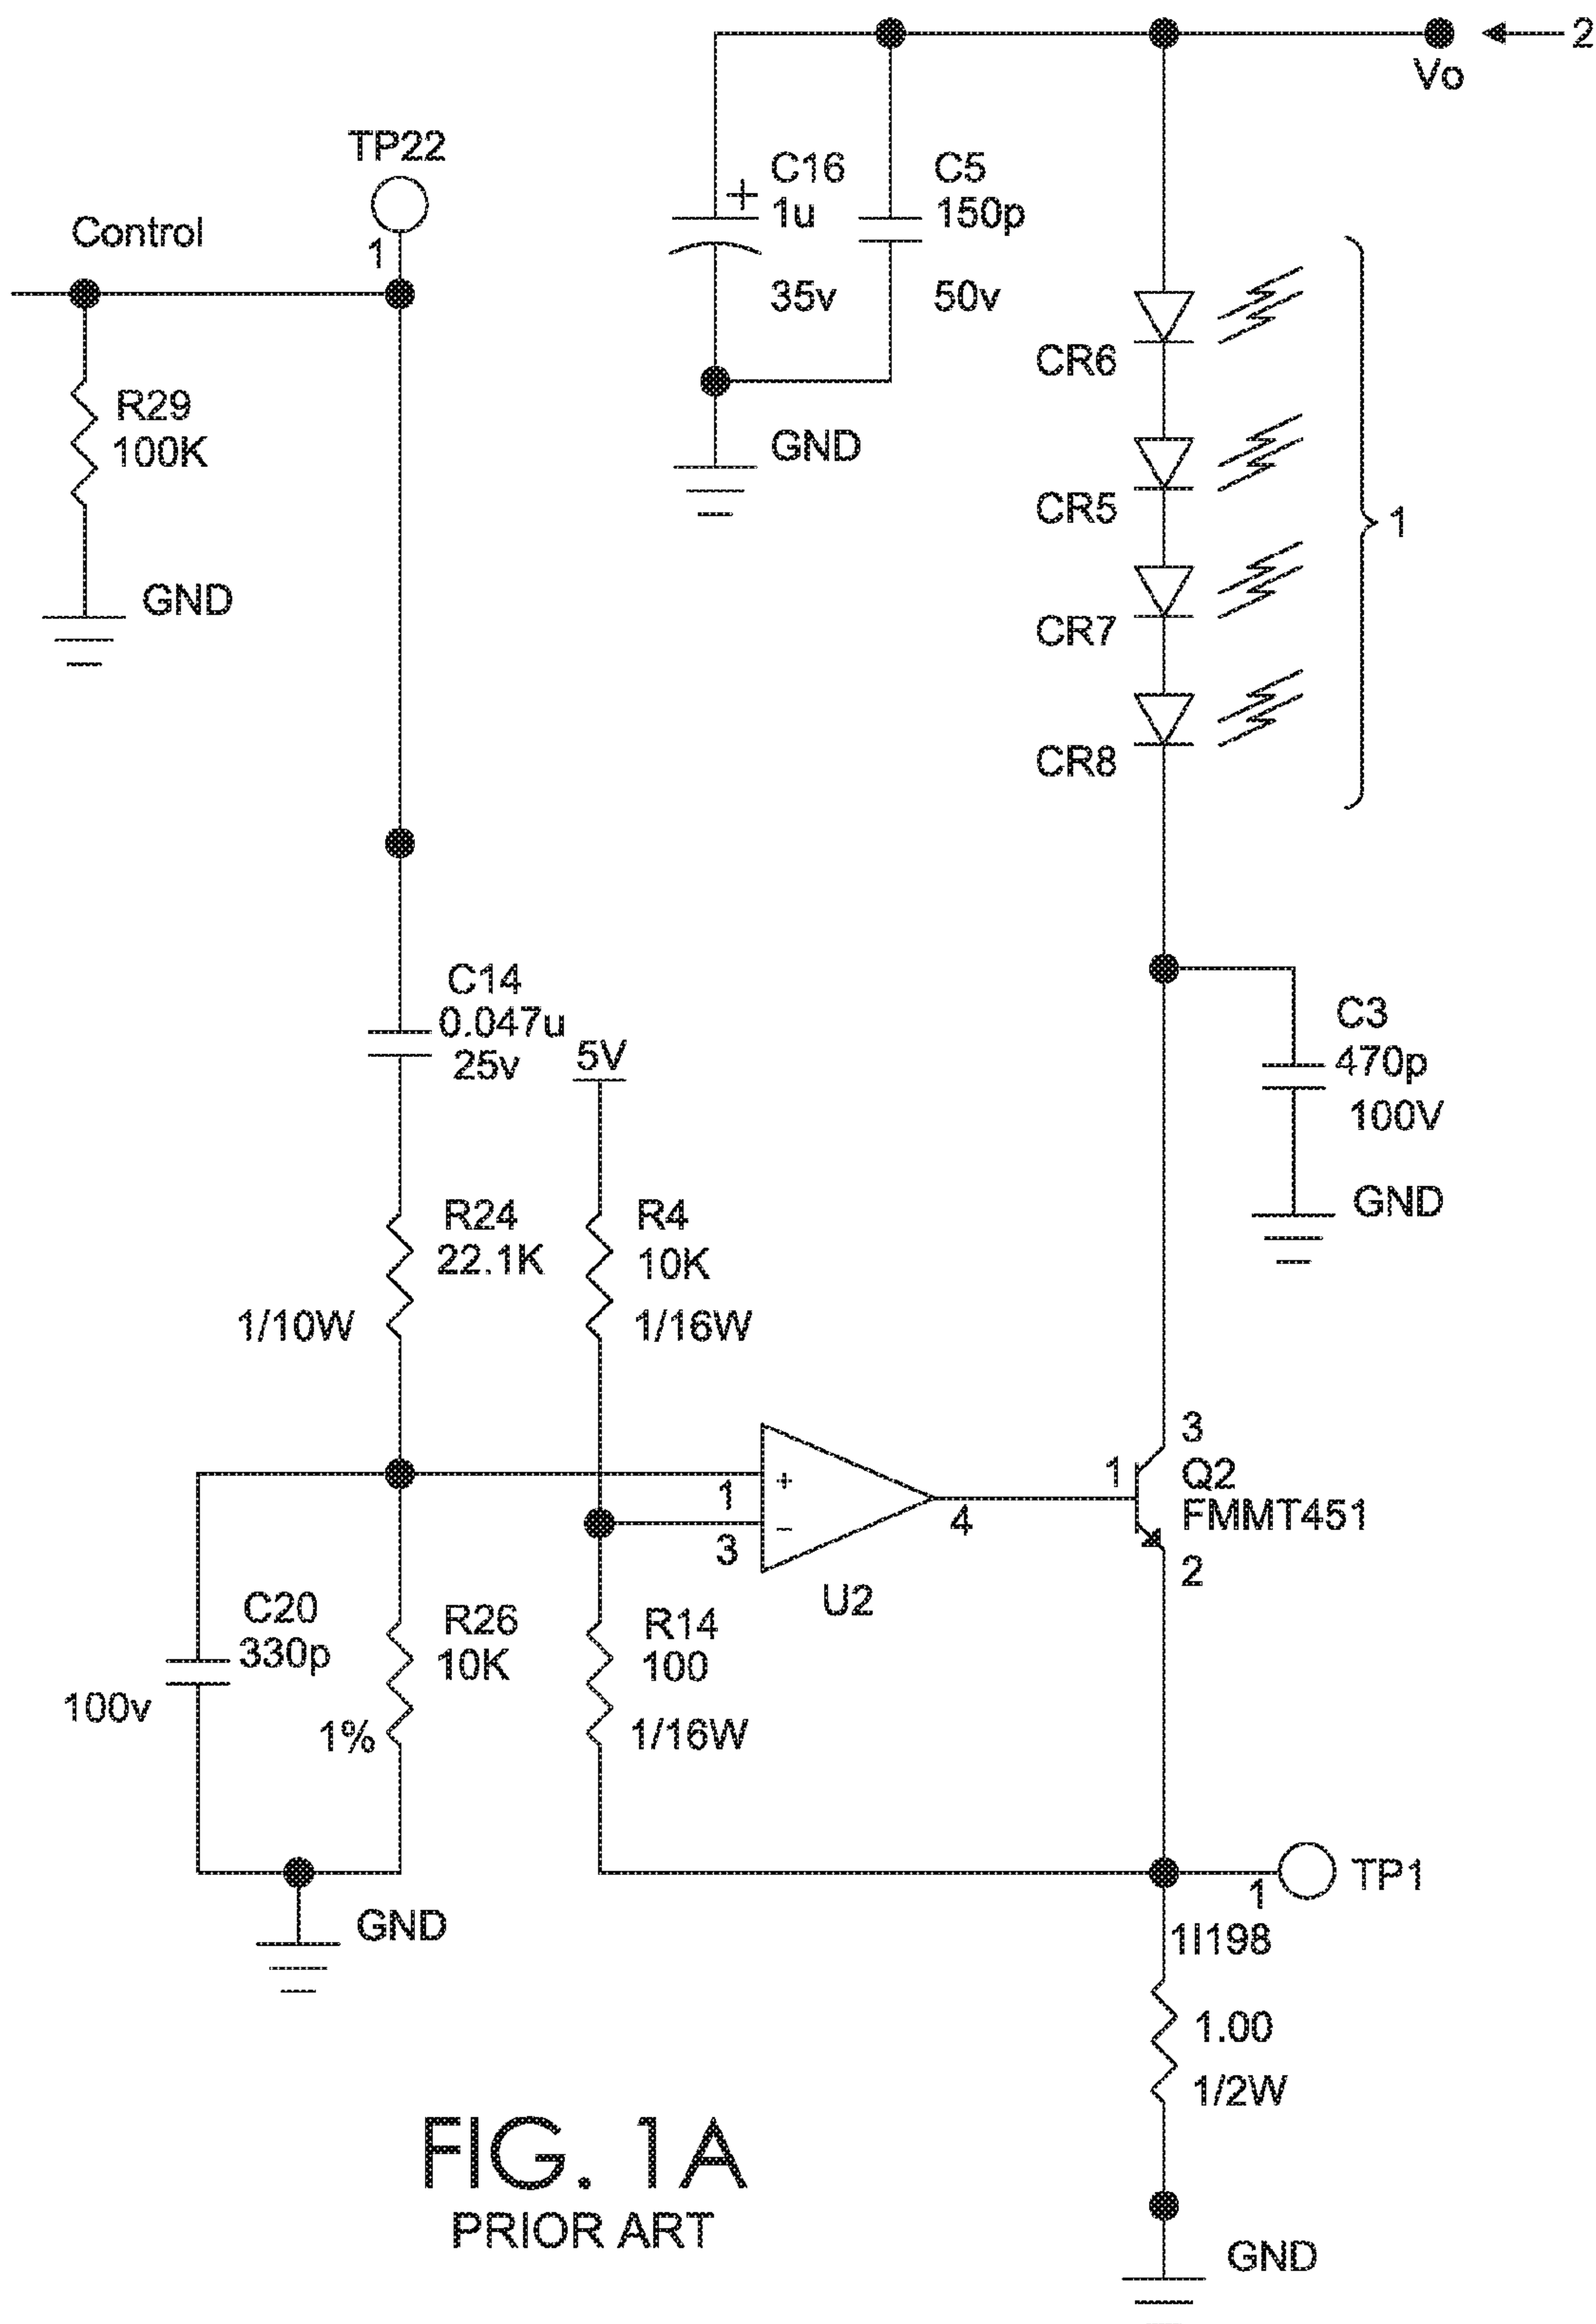 2
Vo
TP22
1
Control
C16
1u
35v
C5
150p
50v
+
R29
100K
GND
GND
CR6
CR5
CR7
CR8
1
C14
0.047u
25v
5V
C3
470p
100V
GND
R24
22.1K
1/10W
R4
10K
1/16W
1
3
+
−
4
U2
1
3
Q2
FMMT451
2
C20
330p
100v
R26
10K
1%
R14
100
1/16W
GND
1
TP1
1I198
1.00
1/2W
GND
FIG. 1A
PRIOR ART